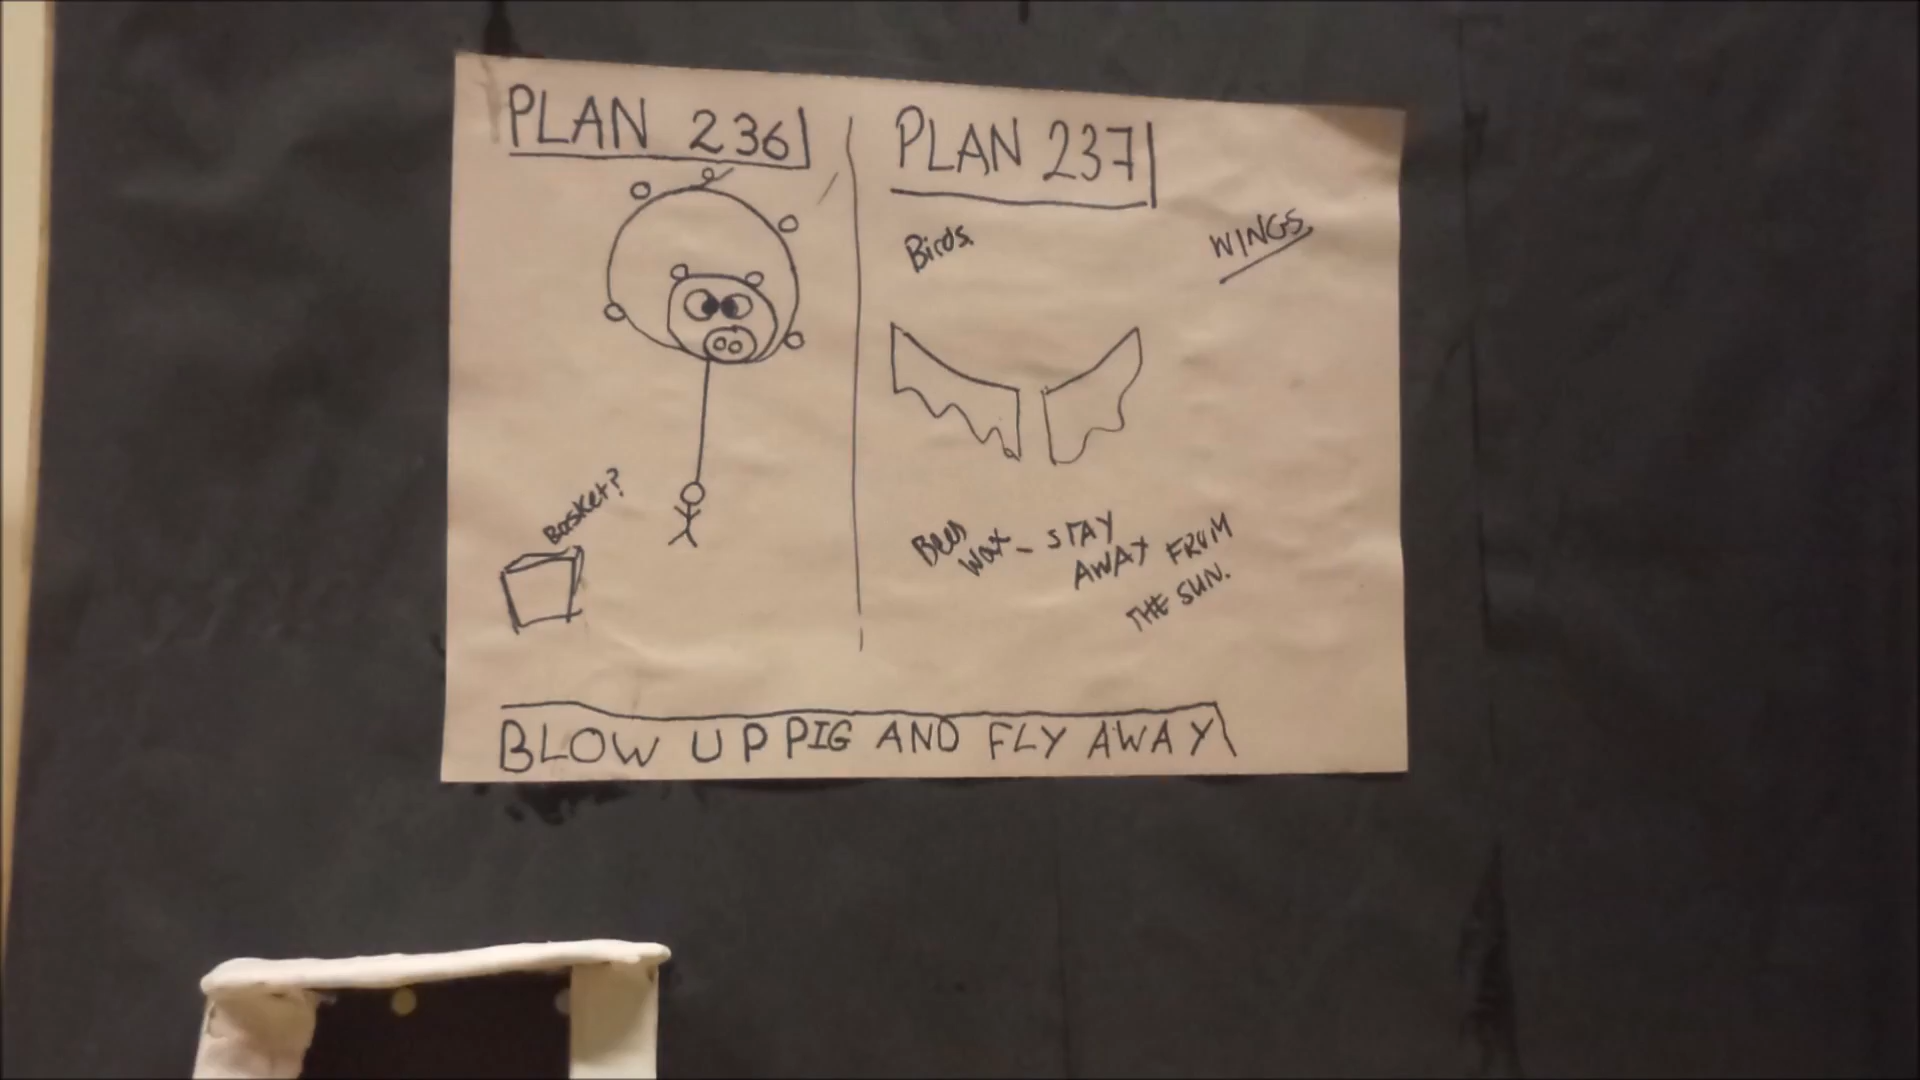 PLAN 236
Basket?
PLAN 237
Birds.
WINGS
Bees
Wax - STAY
AWAY FROM
THE SUN.
BLOW UP PIG AND FLY AWAY